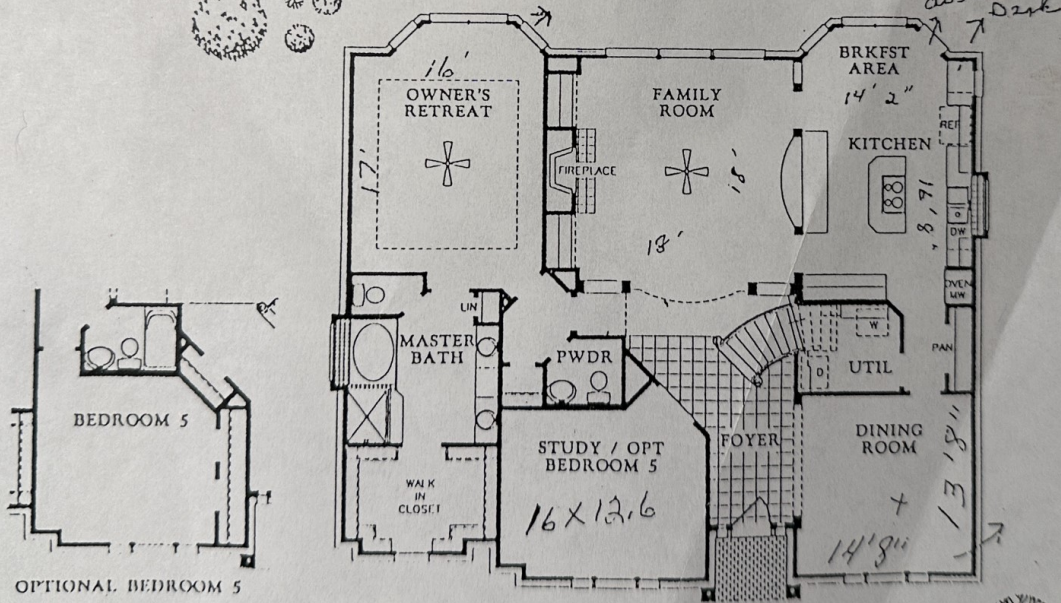 Desk
BRKFST
AREA
14' 2"
16'
OWNER'S
RETREAT
17'
FAMILY
ROOM
18'
18'
REF
KITCHEN
FIREPLACE
DW
OVEN
MW
LIN
MASTER
BATH
PWDR
W
D
UTIL
PAN
BEDROOM 5
STUDY / OPT
BEDROOM 5
16 X 12.6
FOYER
DINING
ROOM
WALK
IN
CLOSET
14' 8"
OPTIONAL BEDROOM 5